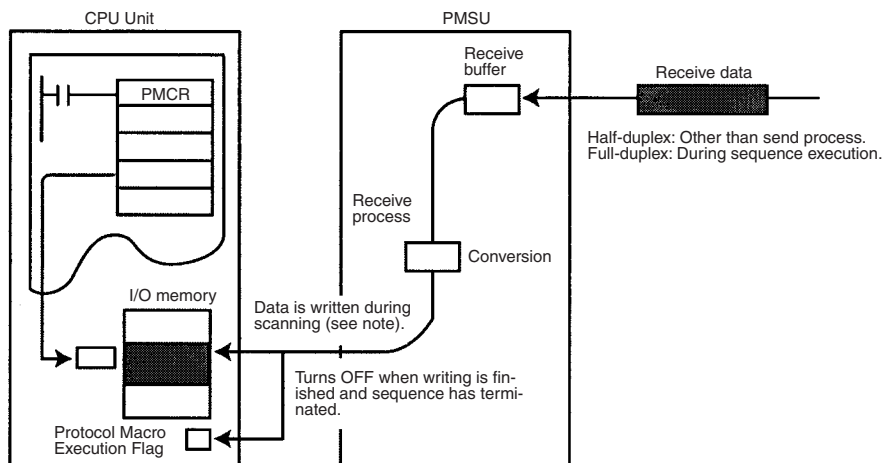 CPU Unit
PMSU
PMCR
Receive
buffer
Receive data
Half-duplex: Other than send process.
Full-duplex: During sequence execution.
Receive
process
Conversion
I/O memory
Data is written during
scanning (see note).
Turns OFF when writing is fin-
ished and sequence has termi-
nated.
Protocol Macro
Execution Flag